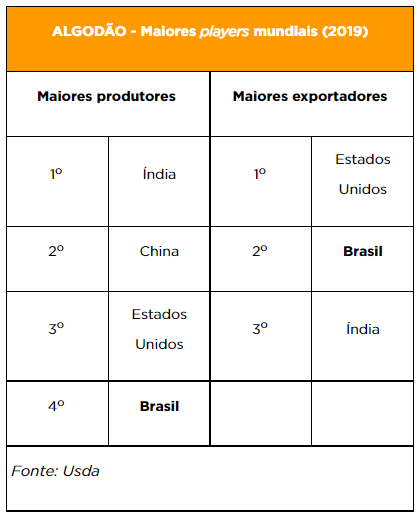 ALGODÃO - Maiores players mundiais (2019)
Maiores produtores Maiores exportadores
1º Índia 1º Estados Unidos
2º China 2º Brasil
3º Estados Unidos 3º Índia
4º Brasil
Fonte: Usda